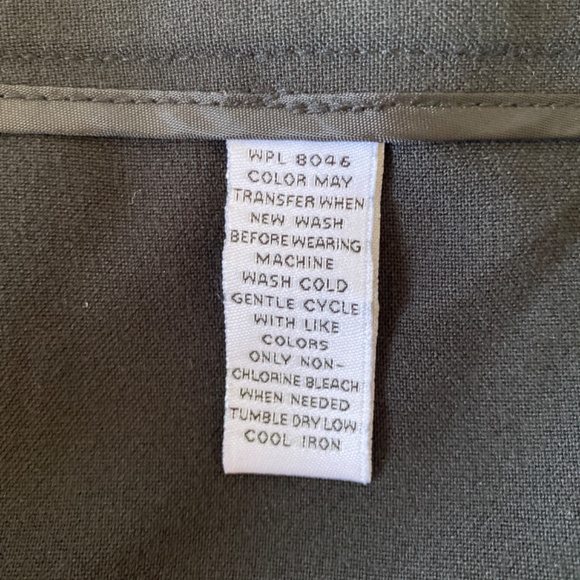 WPL 8046
COLOR MAY
TRANSFER WHEN
NEW WASH
BEFORE WEARING
MACHINE
WASH COLD
GENTLE CYCLE
WITH LIKE
COLORS
ONLY NON-
CHLORINE BLEACH
WHEN NEEDED
TUMBLE DRY LOW
COOL IRON